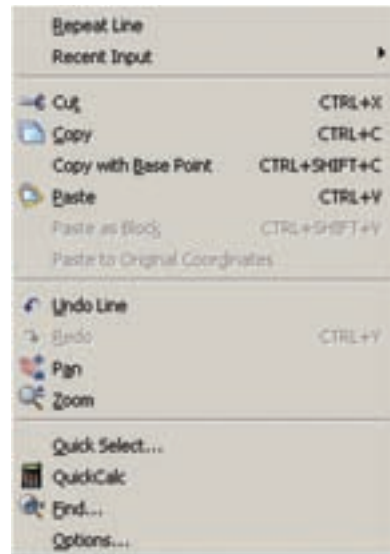 Repeat Line
Recent Input
Cut CTRL+X
Copy CTRL+C
Copy with Base Point CTRL+SHIFT+C
Paste CTRL+V
Paste as Block CTRL+SHIFT+V
Paste to Original Coordinates
Undo Line
Redo CTRL+Y
Pan
Zoom
Quick Select...
QuickCalc
Find...
Options...